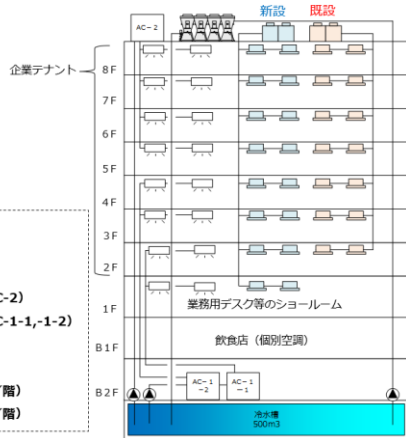 新設 既設
AC-2
企業テナント
8F
7F
6F
5F
4F
3F
2F
1F
業務用デスク等のショールーム
B1F
飲食店（個別空調）
B2F
AC-1
-2
AC-1
-1
冷水槽
500m3
C-2）
C-1-1,-1-2）
階）
階）